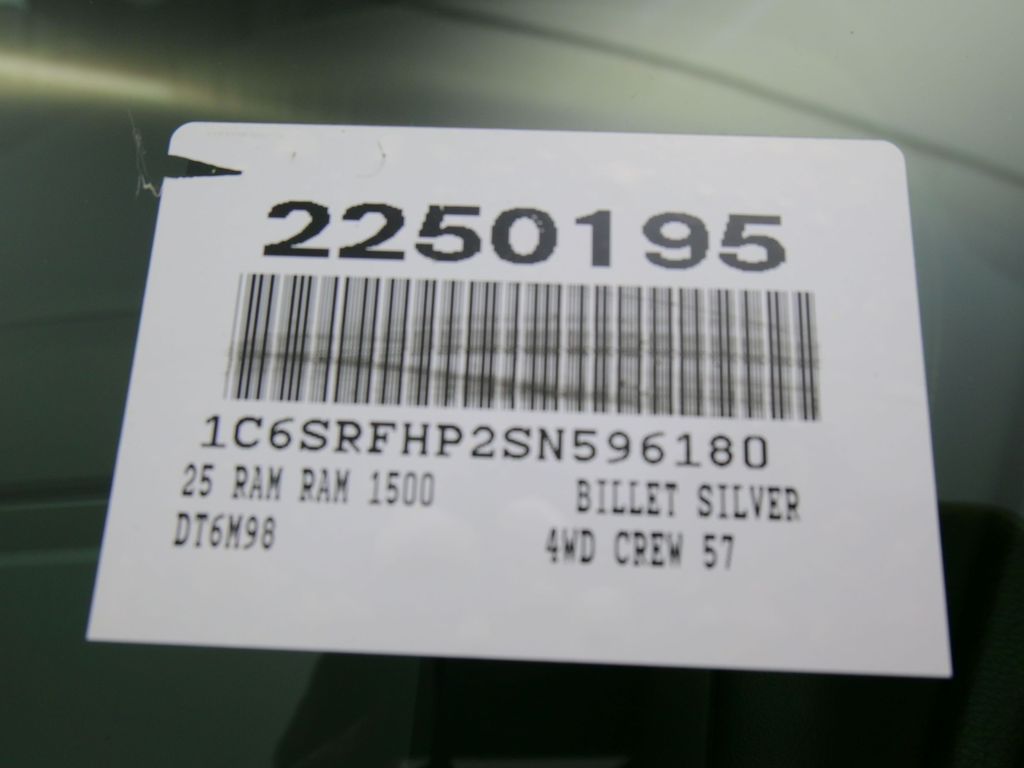 2250195
1C6SRFHP2SN596180
25 RAM RAM 1500 BILLET SILVER
DT6M98 4WD CREW 57